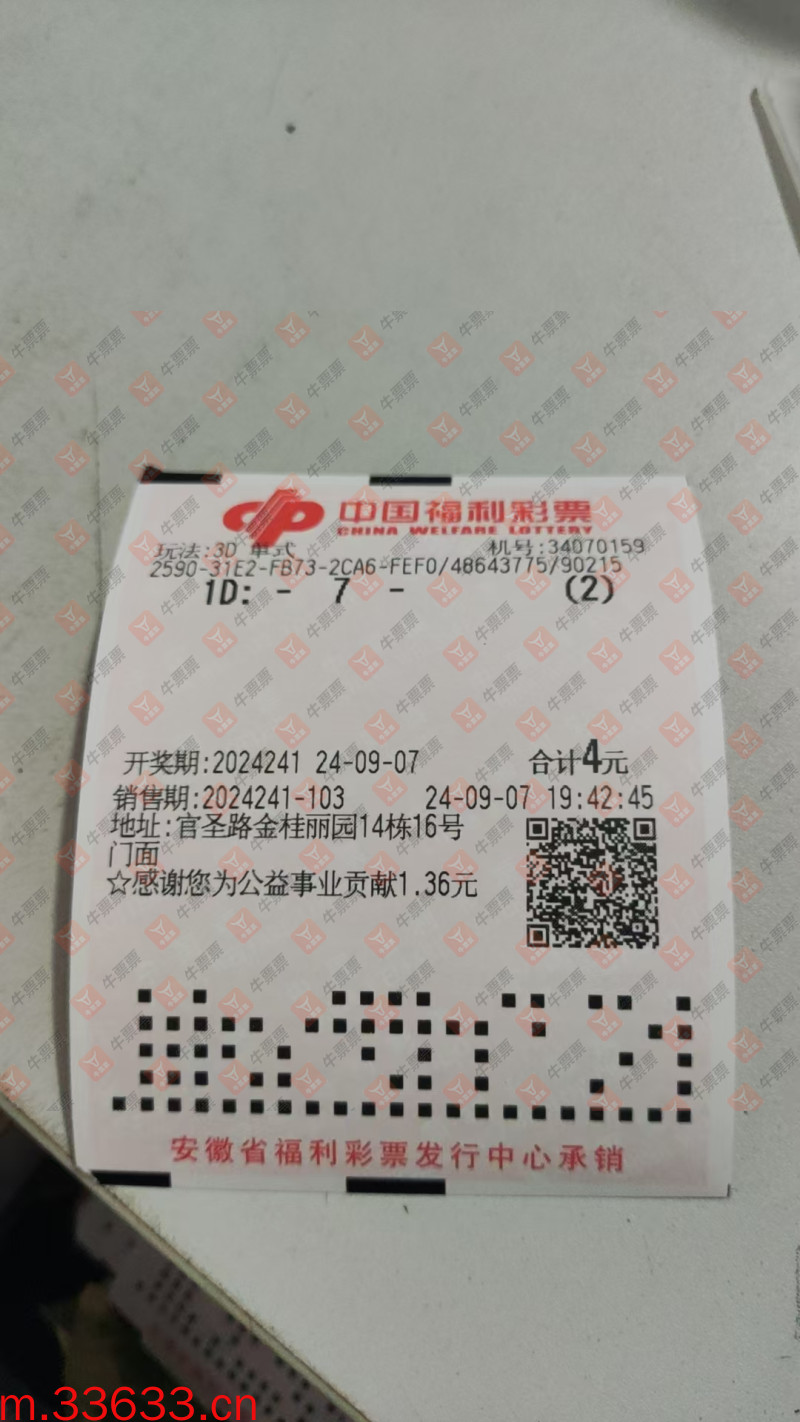 中国福利彩票
CHINA WELFARE LOTTERY
玩法:3D 单式 机号:34070159
2590-31E2-FB73-2CA6-FEF0/48643775/90215
1D: - 7 - (2)
开奖期:2024241 24-09-07 合计4元
销售期:2024241-103 24-09-07 19:42:45
地址:官圣路金桂丽园14栋16号
门面
☆感谢您为公益事业贡献1.36元
安徽省福利彩票发行中心承销
牛票票
m.33633.cn